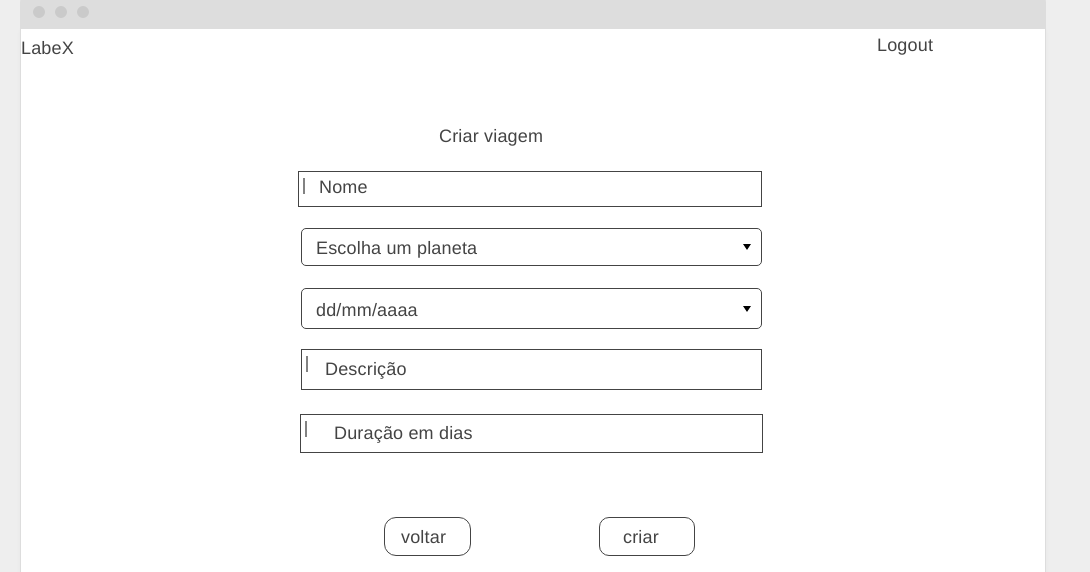 LabeX
Logout
Criar viagem
Nome
Escolha um planeta
dd/mm/aaaa
Descrição
Duração em dias
voltar
criar